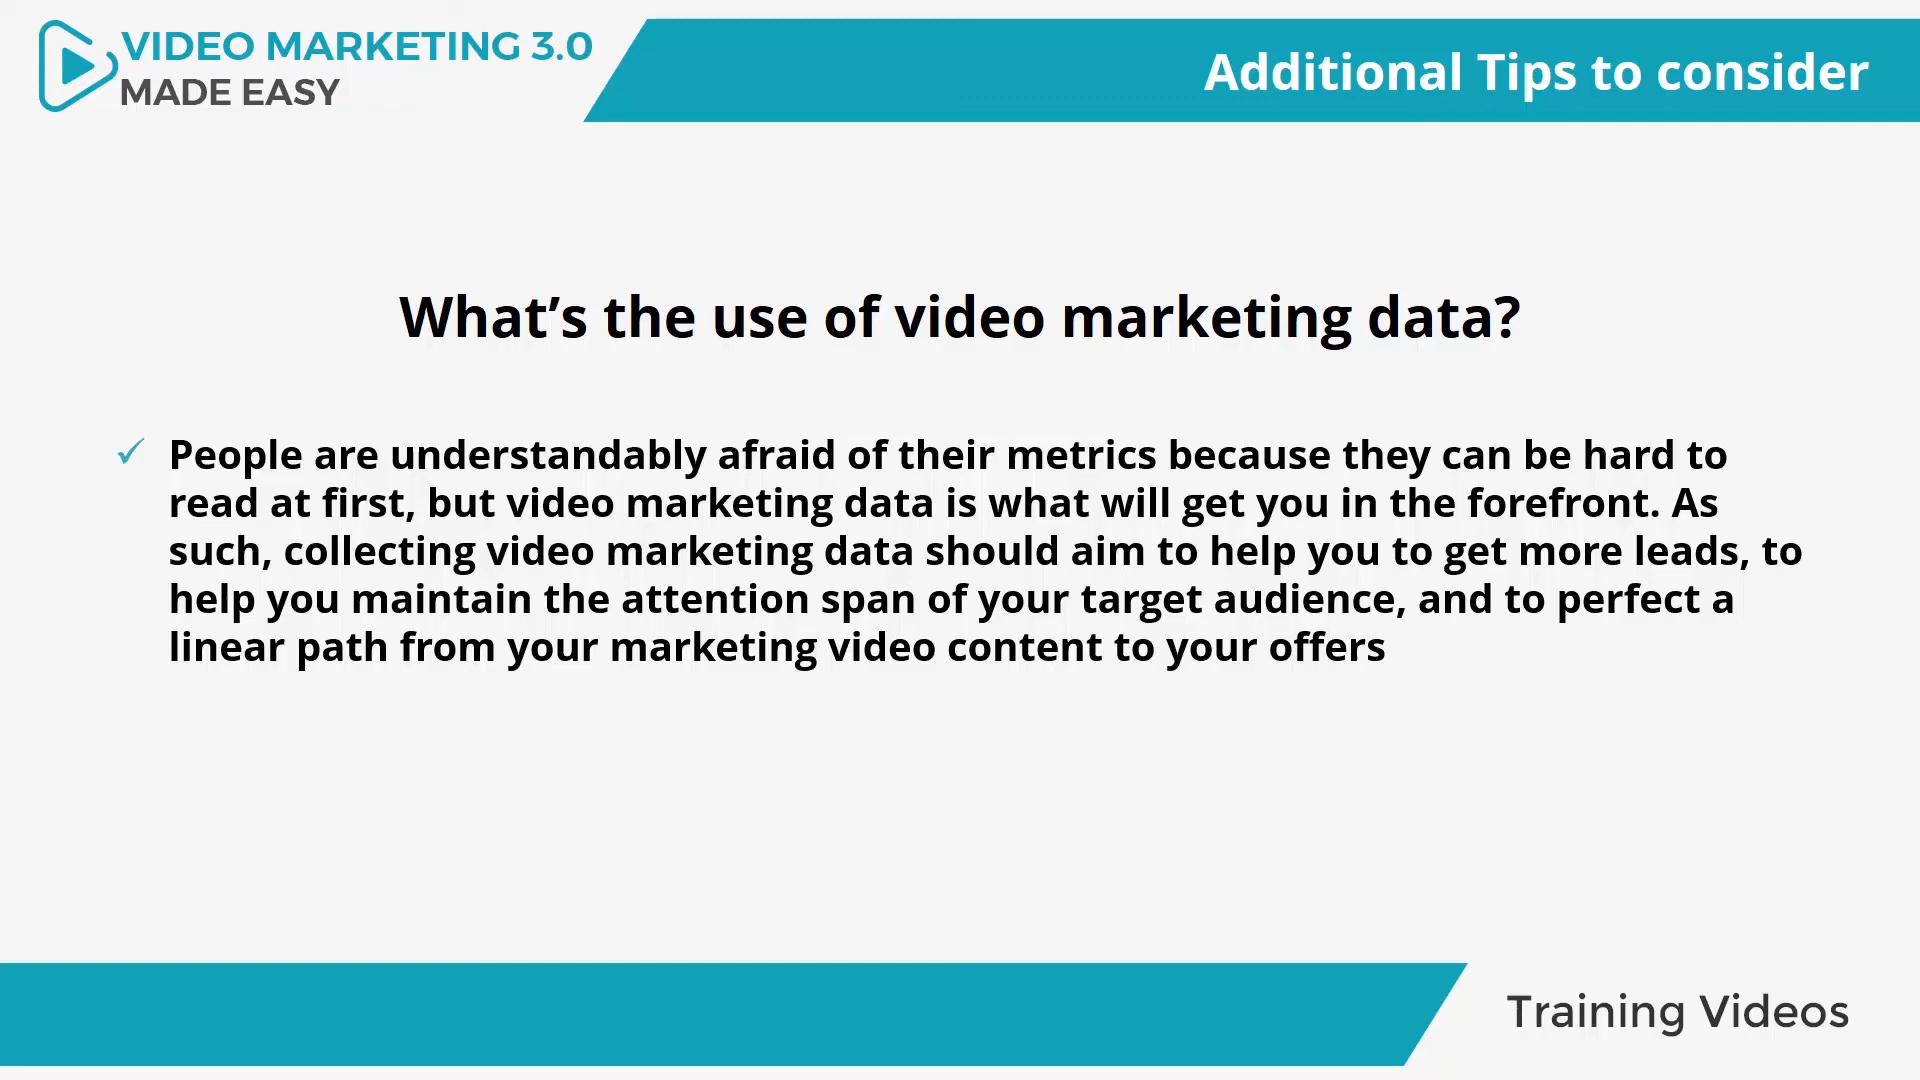 VIDEO MARKETING 3.0
MADE EASY
Additional Tips to consider
What’s the use of video marketing data?
✓ People are understandably afraid of their metrics because they can be hard to
read at first, but video marketing data is what will get you in the forefront. As
such, collecting video marketing data should aim to help you to get more leads, to
help you maintain the attention span of your target audience, and to perfect a
linear path from your marketing video content to your offers
Training Videos